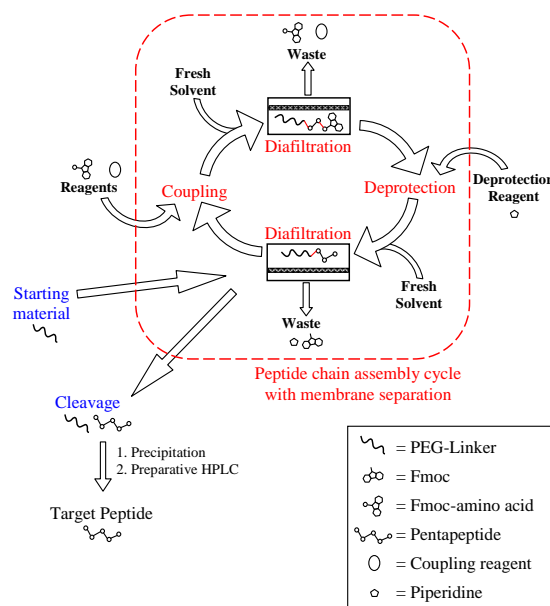 Waste
Fresh
Solvent
Diafiltration
Reagents
Coupling
Deprotection
Deprotection
Reagent
Diafiltration
Fresh
Solvent
Starting
material
Waste
Peptide chain assembly cycle
with membrane separation
Cleavage
1. Precipitation
2. Preparative HPLC
Target Peptide
= PEG-Linker
= Fmoc
= Fmoc-amino acid
= Pentapeptide
= Coupling reagent
= Piperidine